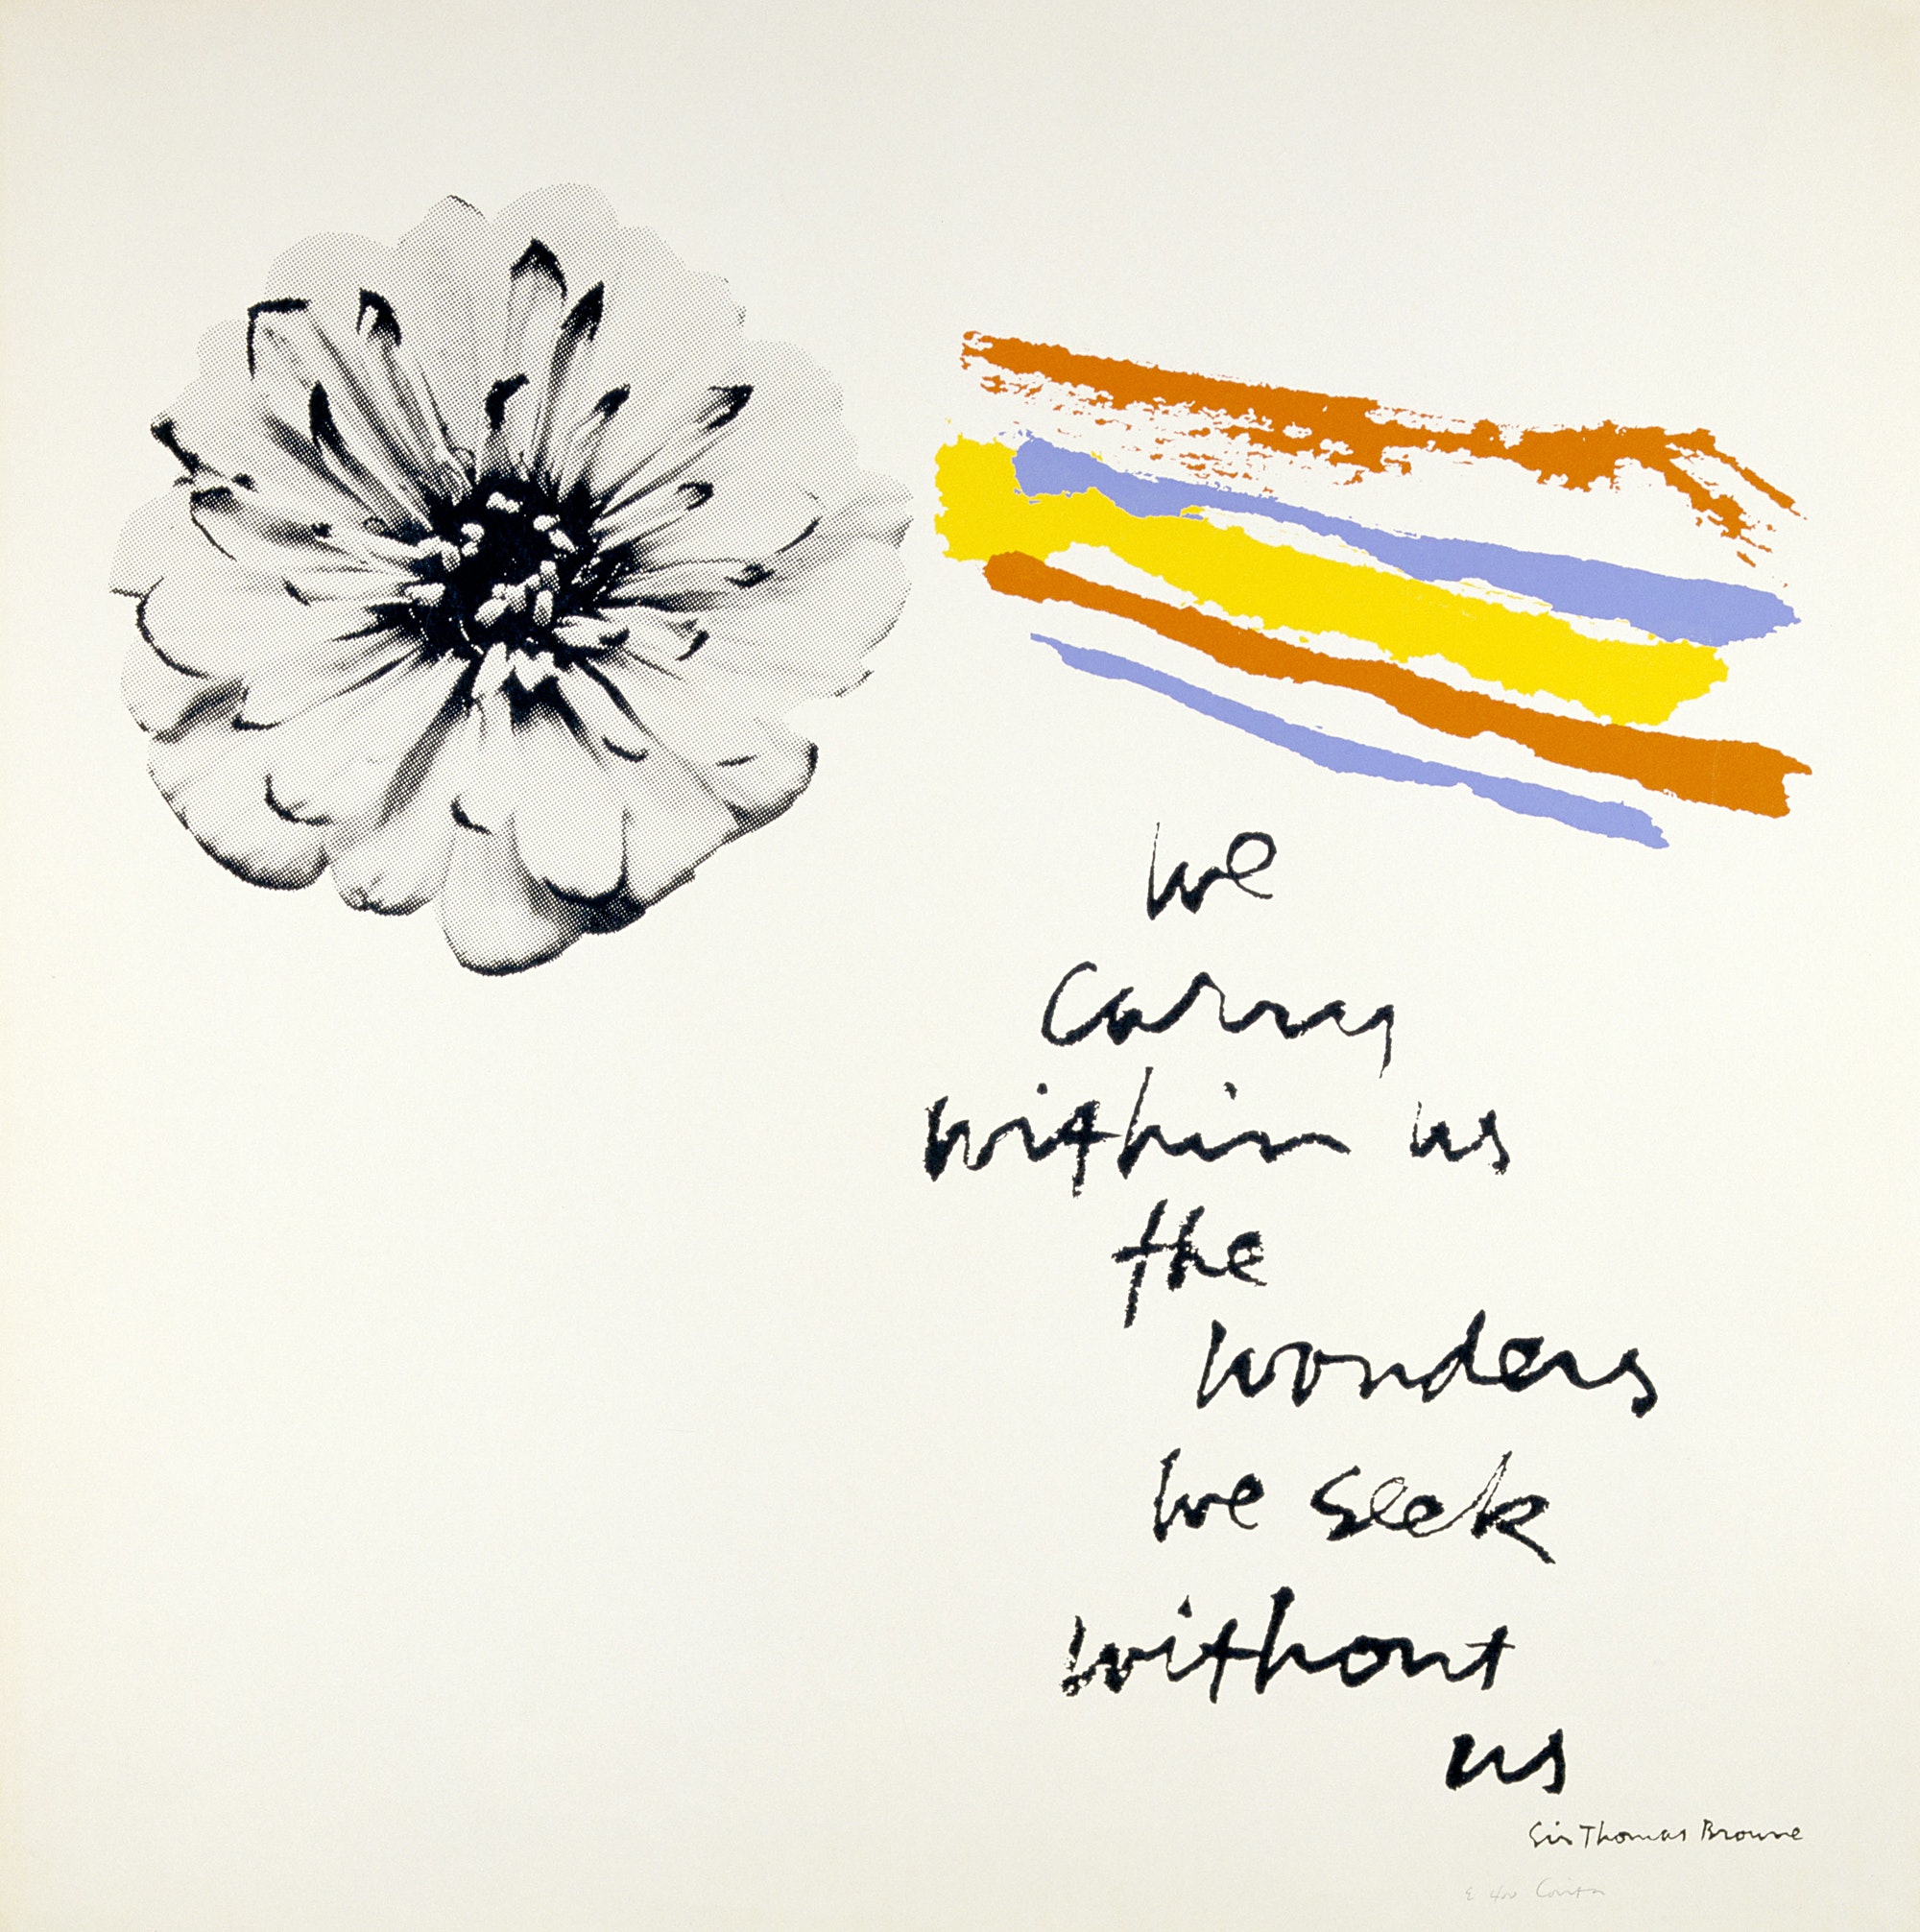 we
carry
within us
the
wonders
we seek
without
us
Sir Thomas Browne